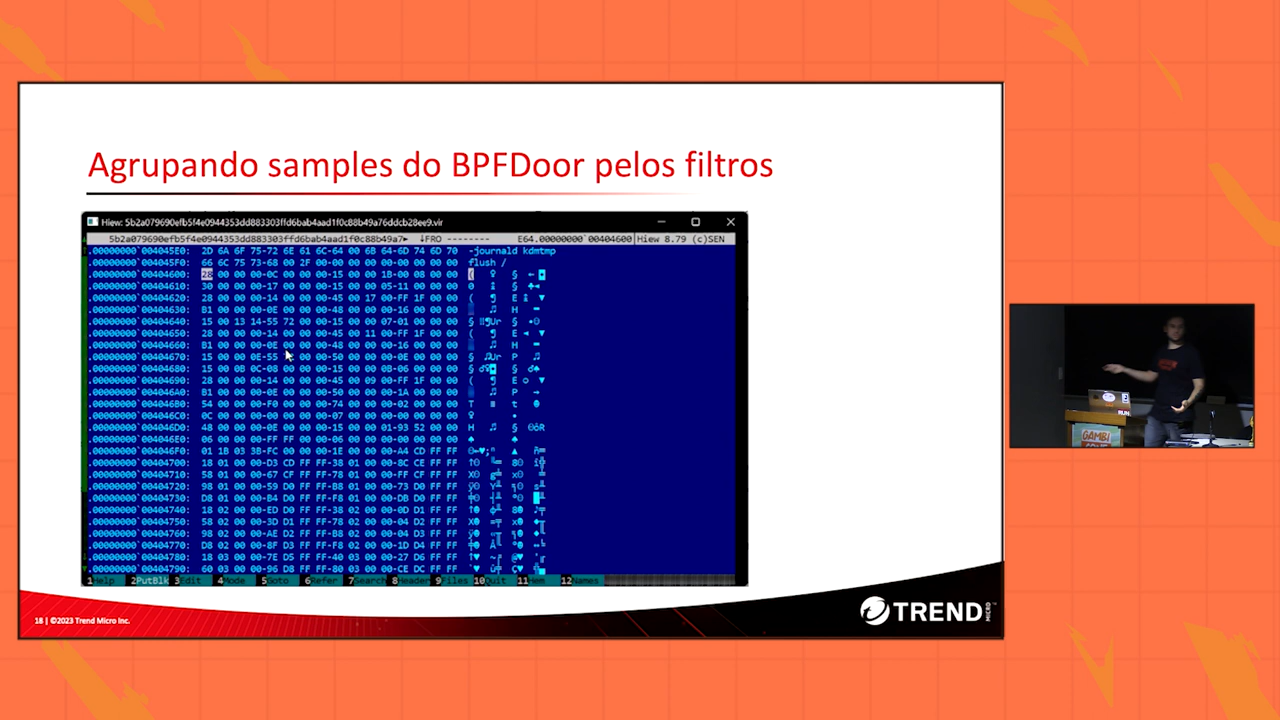 Agrupando samples do BPFDoor pelos filtros
Hiew: 5b2a079690efb5f4e0944353dd883303ffd6bab4aad1f0c88b49a76ddcb28ee9.vir
5b2a079690efb5f4e0944353dd883303ffd6bab4aad1f0c88b49a7► ↓FRO -------- E64.00000000`00404600 Hiew 8.79 (c)SEN
.00000000`004045E0: 2D 6A 6F 75-72 6E 61 6C-64 00 6B 64-6D 74 6D 70 -journald kdmtmp
.00000000`004045F0: 66 6C 75 73-68 00 2F 00-00 00 00 00-00 00 00 00 flush /
.00000000`00404600: 28 00 00 00-0C 00 00 00-15 00 00 1B-00 08 00 00
.00000000`00404610: 30 00 00 00-17 00 00 00-15 00 00 05-11 00 00 00
.00000000`00404620: 28 00 00 00-14 00 00 00-45 00 17 00-FF 1F 00 00
.00000000`00404630: B1 00 00 00-0E 00 00 00-48 00 00 00-16 00 00 00
.00000000`00404640: 15 00 13 14-55 72 00 00-15 00 00 07-01 00 00 00
.00000000`00404650: 28 00 00 00-14 00 00 00-45 00 11 00-FF 1F 00 00
.00000000`00404660: B1 00 00 00-0E 00 00 00-48 00 00 00-16 00 00 00
.00000000`00404670: 15 00 00 0E-55 00 00 00-50 00 00 00-0E 00 00 00
.00000000`00404680: 15 00 0B 0C-08 00 00 00-15 00 0B 06-00 00 00 00
.00000000`00404690: 28 00 00 00-14 00 00 00-45 00 09 00-FF 1F 00 00
.00000000`004046A0: B1 00 00 00-0E 00 00 00-50 00 00 00-1A 00 00 00
.00000000`004046B0: 54 00 00 00-F0 00 00 00-74 00 00 00-02 00 00 00
.00000000`004046C0: 0C 00 00 00-00 00 00 00-07 00 00 00-00 00 00 00
.00000000`004046D0: 48 00 00 00-0E 00 00 00-15 00 00 01-93 52 00 00
.00000000`004046E0: 06 00 00 00-FF FF 00 00-06 00 00 00-00 00 00 00
.00000000`004046F0: 01 1B 03 3B-FC 00 00 00-1E 00 00 00-A4 CD FF FF
.00000000`00404700: 18 01 00 00-D3 CD FF FF-38 01 00 00-8C CE FF FF
.00000000`00404710: 58 01 00 00-67 CF FF FF-78 01 00 00-FF CF FF FF
.00000000`00404720: 98 01 00 00-59 D0 FF FF-B8 01 00 00-73 D0 FF FF
.00000000`00404730: D8 01 00 00-B4 D0 FF FF-F8 01 00 00-DB D0 FF FF
.00000000`00404740: 18 02 00 00-ED D0 FF FF-38 02 00 00-0D D1 FF FF
.00000000`00404750: 58 02 00 00-3D D1 FF FF-78 02 00 00-04 D2 FF FF
.00000000`00404760: 98 02 00 00-AE D2 FF FF-B8 02 00 00-04 D3 FF FF
.00000000`00404770: D8 02 00 00-8F D3 FF FF-F8 02 00 00-1D D4 FF FF
.00000000`00404780: 18 03 00 00-7E D5 FF FF-40 03 00 00-27 D6 FF FF
.00000000`00404790: 60 03 00 00-96 D8 FF FF-80 03 00 00-CE DC FF FF
1Help 2PutBlk 3Edit 4Mode 5Goto 6Refer 7Search 8Header 9Files 10Quit 11Hem 12Names
18 | ©2023 Trend Micro Inc.
TREND MICRO
RUN
GAMBI
CONF